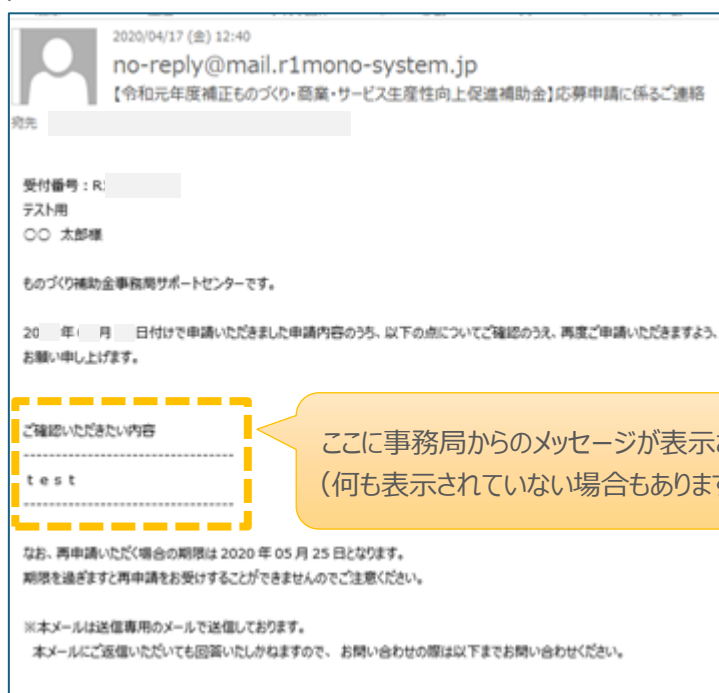 2020/04/17 (金) 12:40
no-reply@mail.r1mono-system.jp
【令和元年度補正ものづくり・商業・サービス生産性向上促進補助金】応募申請に係るご連絡
宛先
受付番号：R
テスト用
〇〇 太郎様
ものづくり補助金事務局サポートセンターです。
20 年 月 日付けで申請いただきました申請内容のうち、以下の点についてご確認のうえ、再度ご申請いただきますよう、
お願い申し上げます。
ご確認いただきたい内容
--------------------------------
ｔｅｓｔ
--------------------------------
ここに事務局からのメッセージが表示さ
（何も表示されていない場合もありま
なお、再申請いただく場合の期限は 2020 年 05 月 25 日となります。
期限を過ぎますと再申請をお受けすることができませんのでご注意ください。
※本メールは送信専用のメールで送信しております。
本メールにご返信いただいても回答いたしかねますので、 お問い合わせの際は以下までお問い合わせください。